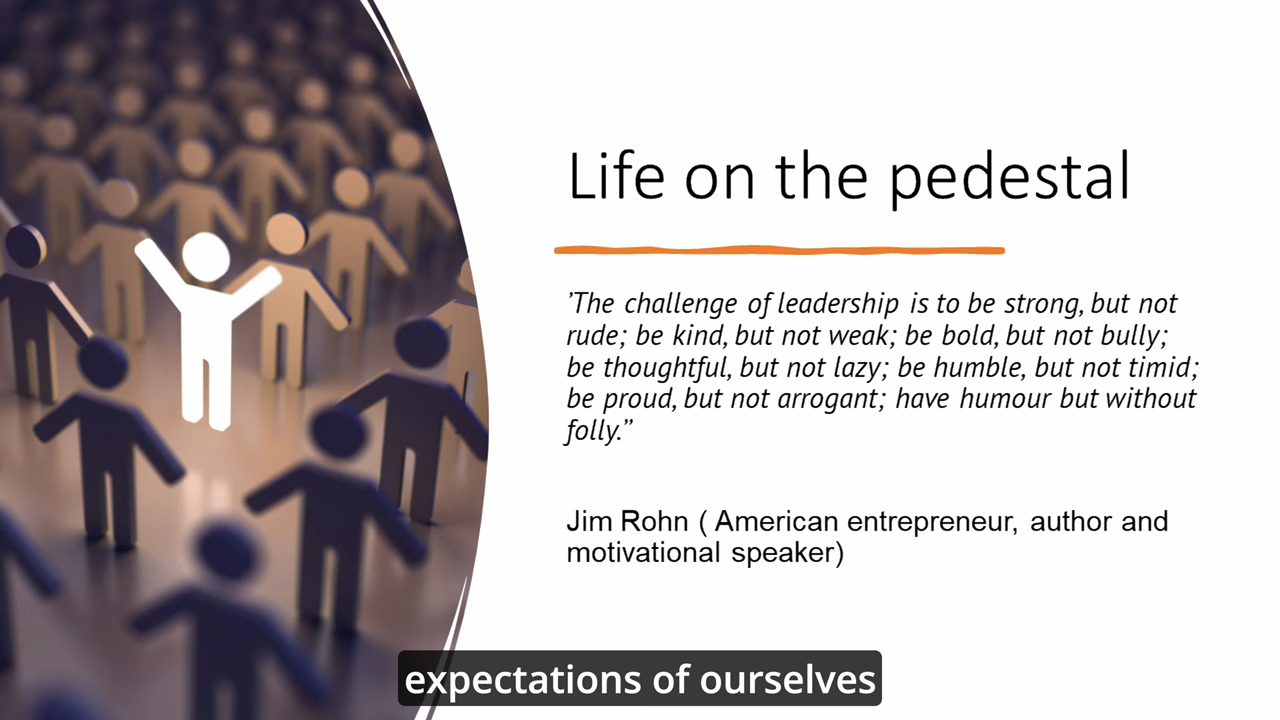 Life on the pedestal
’The challenge of leadership is to be strong, but not
rude; be kind, but not weak; be bold, but not bully;
be thoughtful, but not lazy; be humble, but not timid;
be proud, but not arrogant; have humour but without
folly.”
Jim Rohn ( American entrepreneur, author and
motivational speaker)
expectations of ourselves